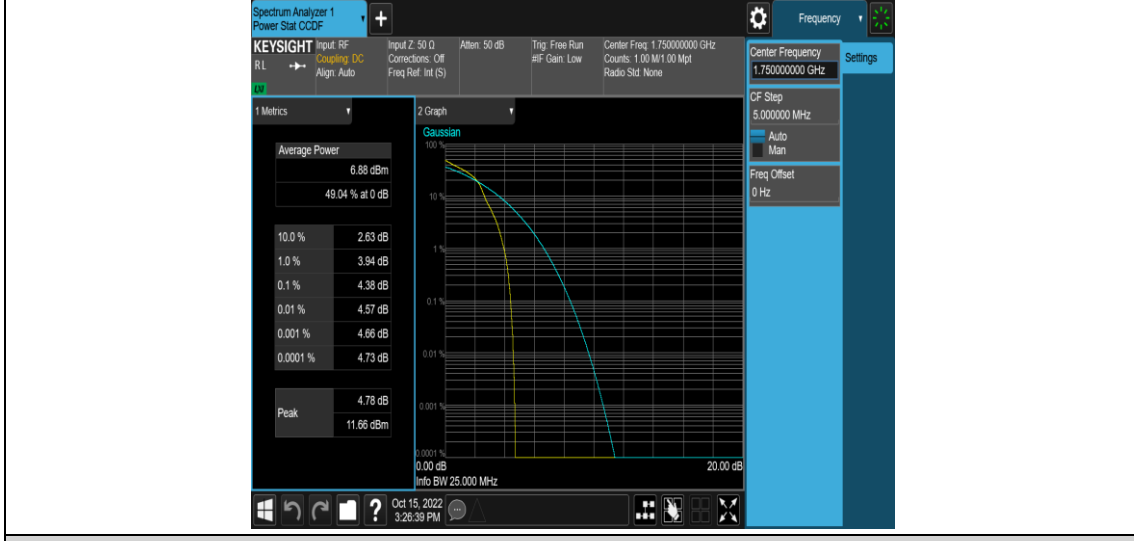 Spectrum Analyzer 1
Power Stat CCDF
+
Frequency
KEYSIGHT
RL
LXI
Input: RF
Coupling: DC
Align: Auto
Input Z: 50 Ω
Corrections: Off
Freq Ref: Int (S)
Atten: 50 dB
Trig: Free Run
#IF Gain: Low
Center Freq: 1.750000000 GHz
Counts: 1.00 M/1.00 Mpt
Radio Std: None
Center Frequency
1.750000000 GHz
Settings
CF Step
5.000000 MHz
Auto
Man
Freq Offset
0 Hz
1 Metrics
Average Power
6.88 dBm
49.04 % at 0 dB
10.0 % 2.63 dB
1.0 % 3.94 dB
0.1 % 4.38 dB
0.01 % 4.57 dB
0.001 % 4.66 dB
0.0001 % 4.73 dB
Peak
4.78 dB
11.66 dBm
2 Graph
Gaussian
100 %
10 %
1 %
0.1 %
0.01 %
0.001 %
0.0001 %
0.00 dB 20.00 dB
Info BW 25.000 MHz
?
Oct 15, 2022
3:26:39 PM